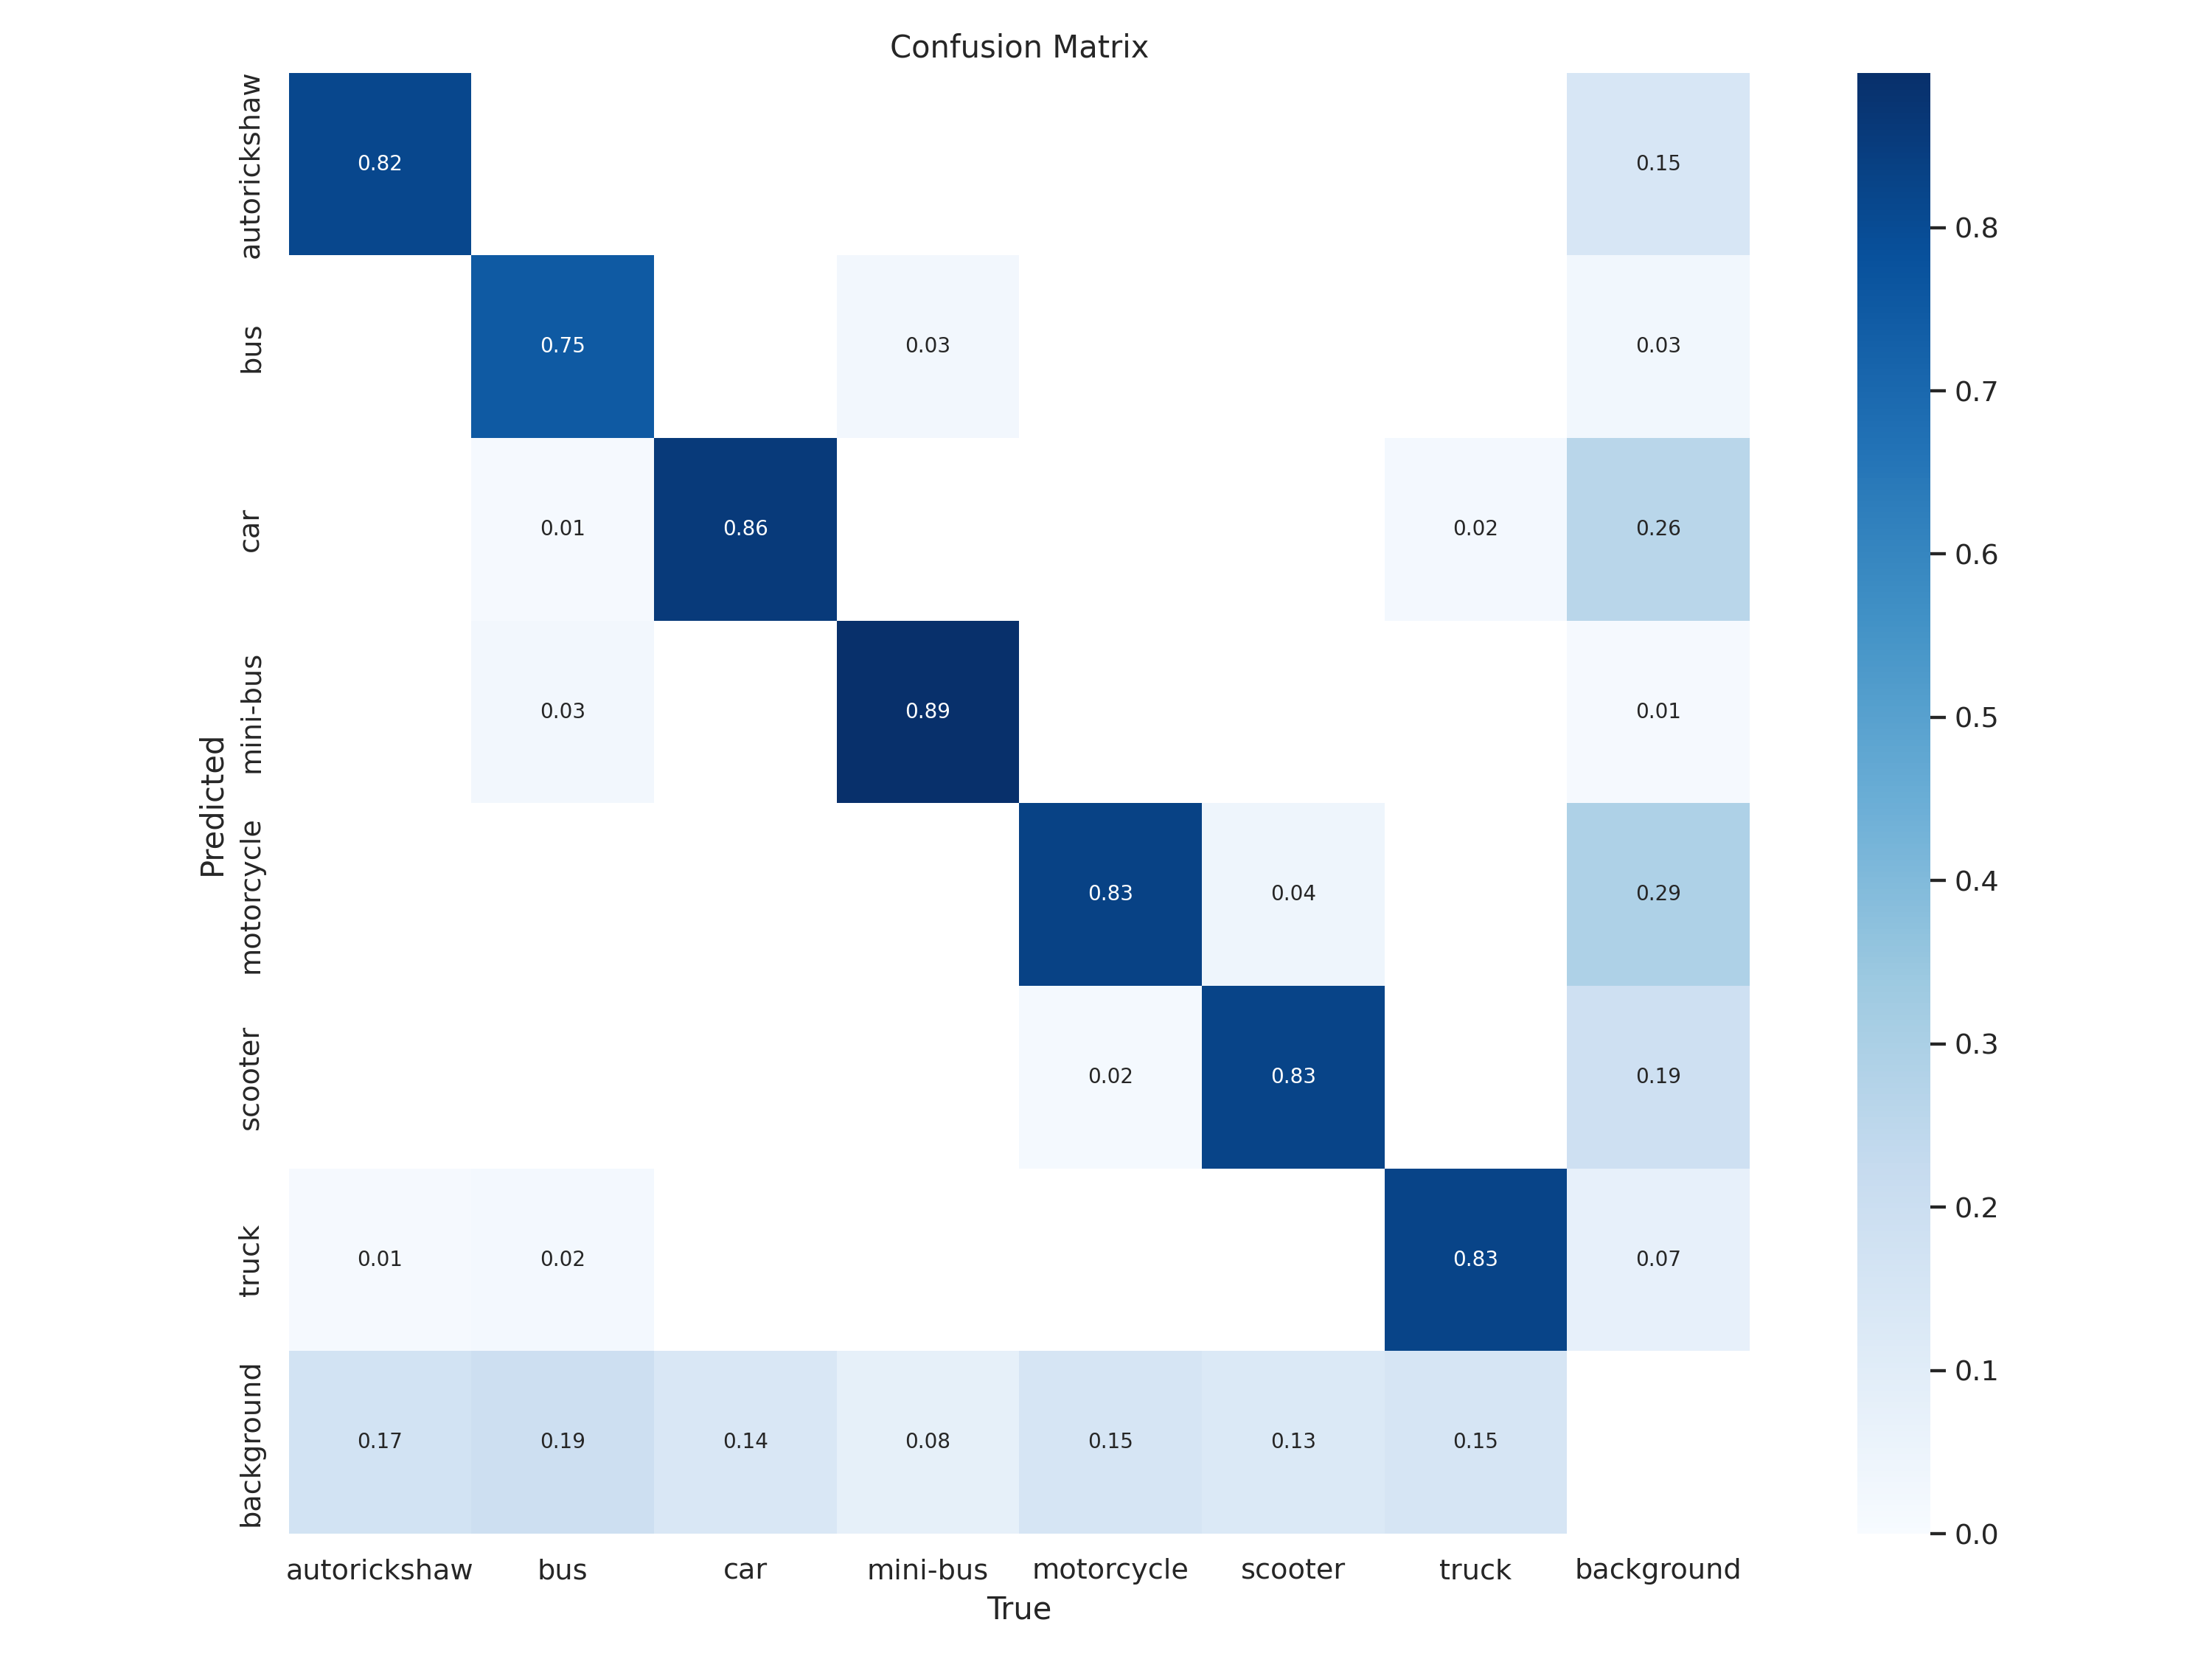 Confusion Matrix
autorickshaw 0.82 0.15
bus 0.75 0.03 0.03
car 0.01 0.86 0.02 0.26
mini-bus 0.03 0.89 0.01
motorcycle 0.83 0.04 0.29
scooter 0.02 0.83 0.19
truck 0.01 0.02 0.83 0.07
background 0.17 0.19 0.14 0.08 0.15 0.13 0.15
Predicted
autorickshaw bus car mini-bus motorcycle scooter truck background
True
0.8
0.7
0.6
0.5
0.4
0.3
0.2
0.1
0.0